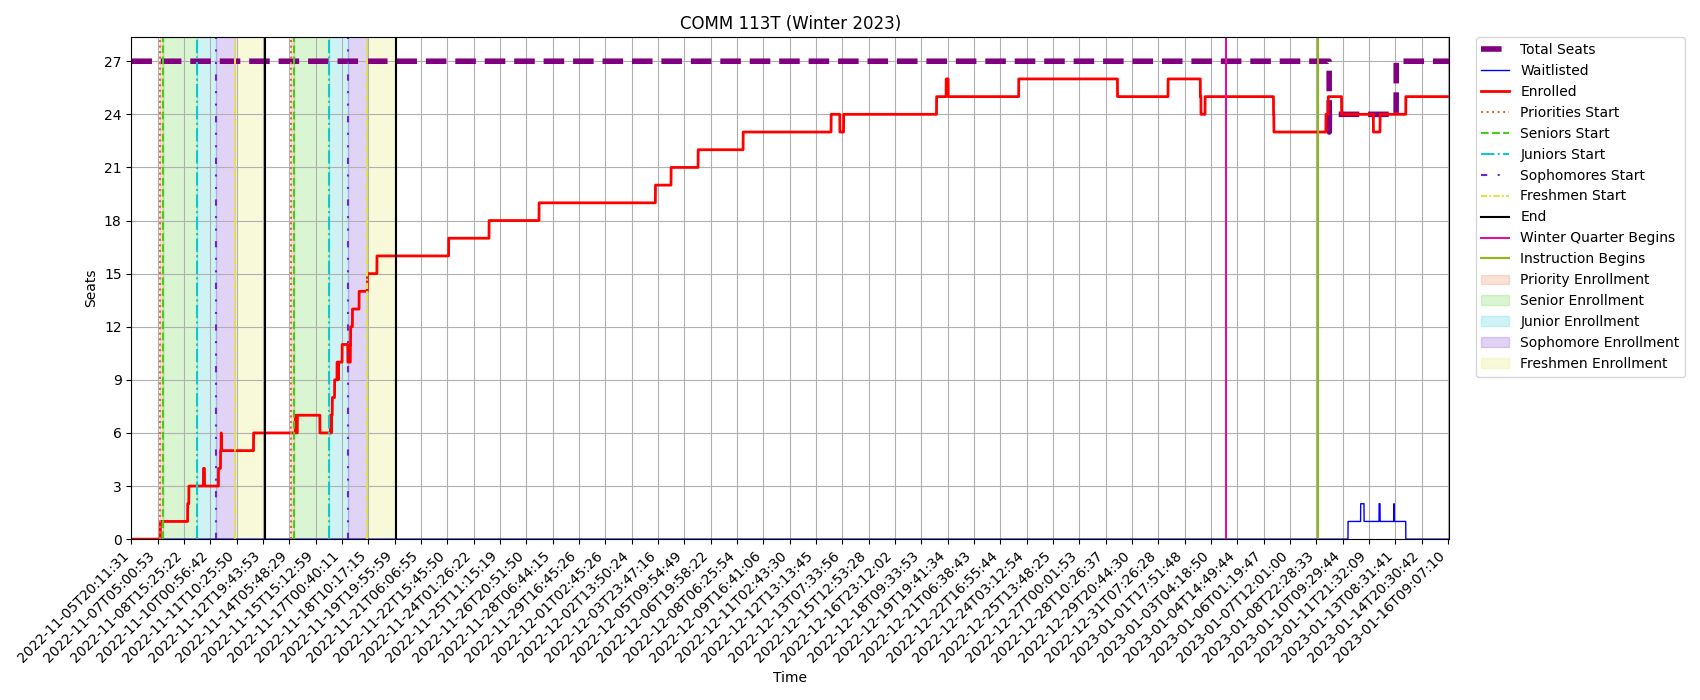 COMM 113T (Winter 2023)
Seats
27
24
21
18
15
12
9
6
3
0
2022-11-05T20:11:31
2022-11-07T05:00:53
2022-11-08T15:25:22
2022-11-10T00:56:42
2022-11-11T10:25:50
2022-11-12T19:43:53
2022-11-14T05:48:29
2022-11-15T15:12:59
2022-11-17T00:40:11
2022-11-18T10:17:15
2022-11-19T19:55:59
2022-11-21T06:06:55
2022-11-22T15:45:50
2022-11-24T01:26:22
2022-11-25T11:15:19
2022-11-26T20:51:50
2022-11-28T06:44:15
2022-11-29T16:45:26
2022-12-01T02:45:26
2022-12-02T13:50:24
2022-12-03T23:47:16
2022-12-05T09:54:49
2022-12-06T19:58:22
2022-12-08T06:25:54
2022-12-09T16:41:06
2022-12-11T02:43:30
2022-12-12T13:13:45
2022-12-13T07:33:56
2022-12-15T12:53:28
2022-12-16T23:12:02
2022-12-18T09:33:53
2022-12-19T19:41:34
2022-12-21T06:38:43
2022-12-22T16:55:44
2022-12-24T03:12:54
2022-12-25T13:48:25
2022-12-27T00:01:53
2022-12-28T10:26:37
2022-12-29T20:44:30
2022-12-31T07:26:28
2023-01-01T17:51:48
2023-01-03T04:18:50
2023-01-04T14:49:44
2023-01-06T01:19:47
2023-01-07T12:01:00
2023-01-08T22:28:33
2023-01-10T09:29:44
2023-01-11T21:32:09
2023-01-13T08:31:41
2023-01-14T20:30:42
2023-01-16T09:07:10
Time
Total Seats
Waitlisted
Enrolled
Priorities Start
Seniors Start
Juniors Start
Sophomores Start
Freshmen Start
End
Winter Quarter Begins
Instruction Begins
Priority Enrollment
Senior Enrollment
Junior Enrollment
Sophomore Enrollment
Freshmen Enrollment